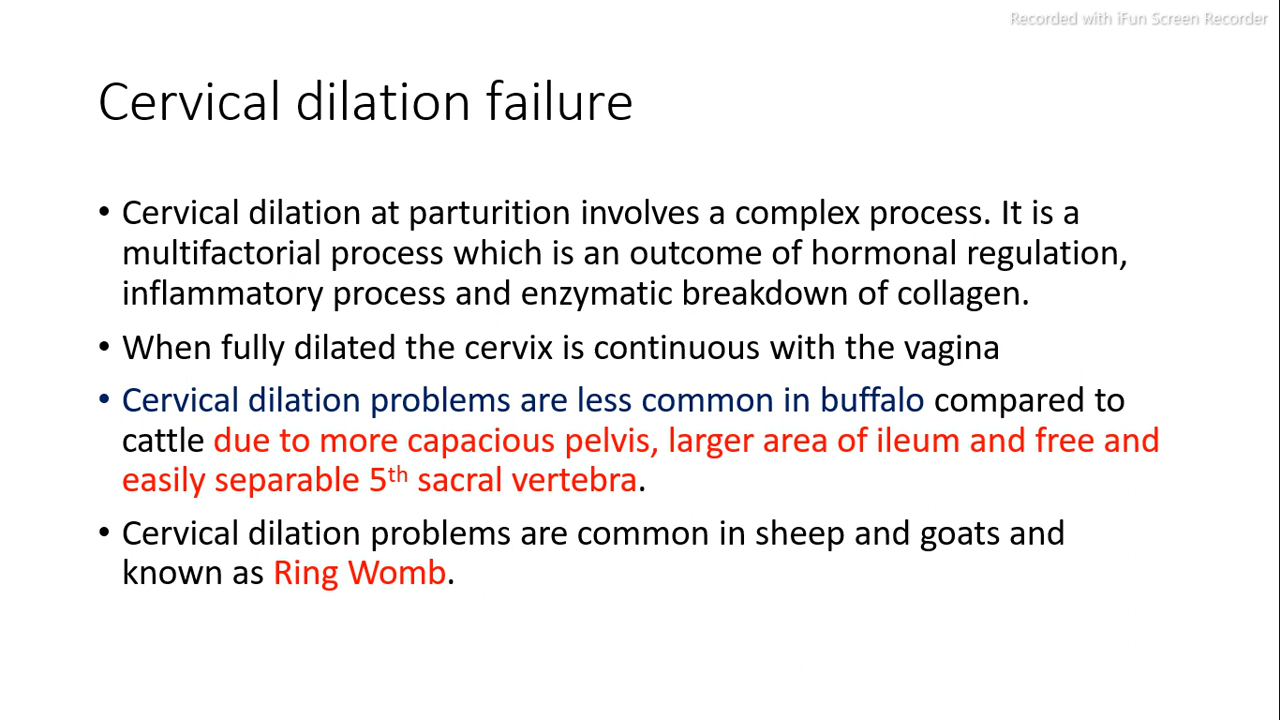 Recorded with iFun Screen Recorder
Cervical dilation failure
• Cervical dilation at parturition involves a complex process. It is a
multifactorial process which is an outcome of hormonal regulation,
inflammatory process and enzymatic breakdown of collagen.
• When fully dilated the cervix is continuous with the vagina
• Cervical dilation problems are less common in buffalo compared to
cattle due to more capacious pelvis, larger area of ileum and free and
easily separable 5th sacral vertebra.
• Cervical dilation problems are common in sheep and goats and
known as Ring Womb.